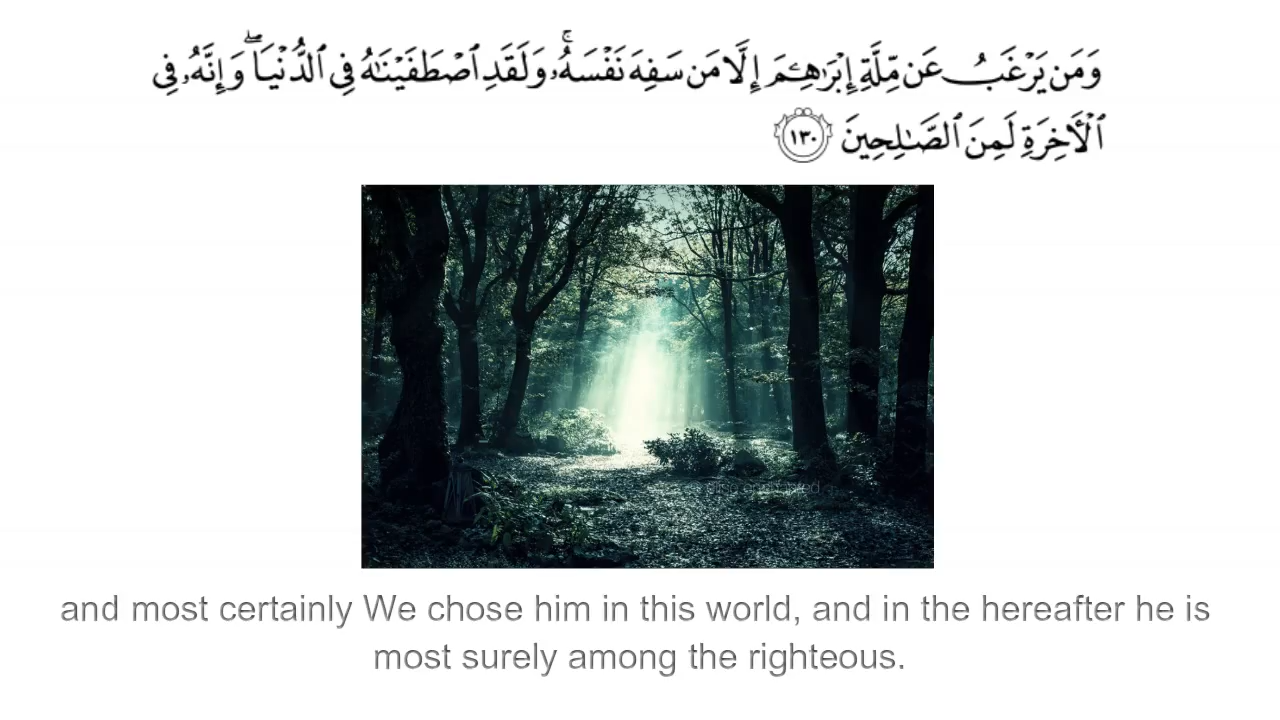 وَمَن يَرْغَبُ عَن مِّلَّةِ إِبْرَٰهِـۧمَ إِلَّا مَن سَفِهَ نَفْسَهُۥ ۚ وَلَقَدِ ٱصْطَفَيْنَٰهُ فِى ٱلدُّنْيَا ۖ وَإِنَّهُۥ فِى
ٱلْـَٔاخِرَةِ لَمِنَ ٱلصَّٰلِحِينَ ١٣٠
and most certainly We chose him in this world, and in the hereafter he is
most surely among the righteous.